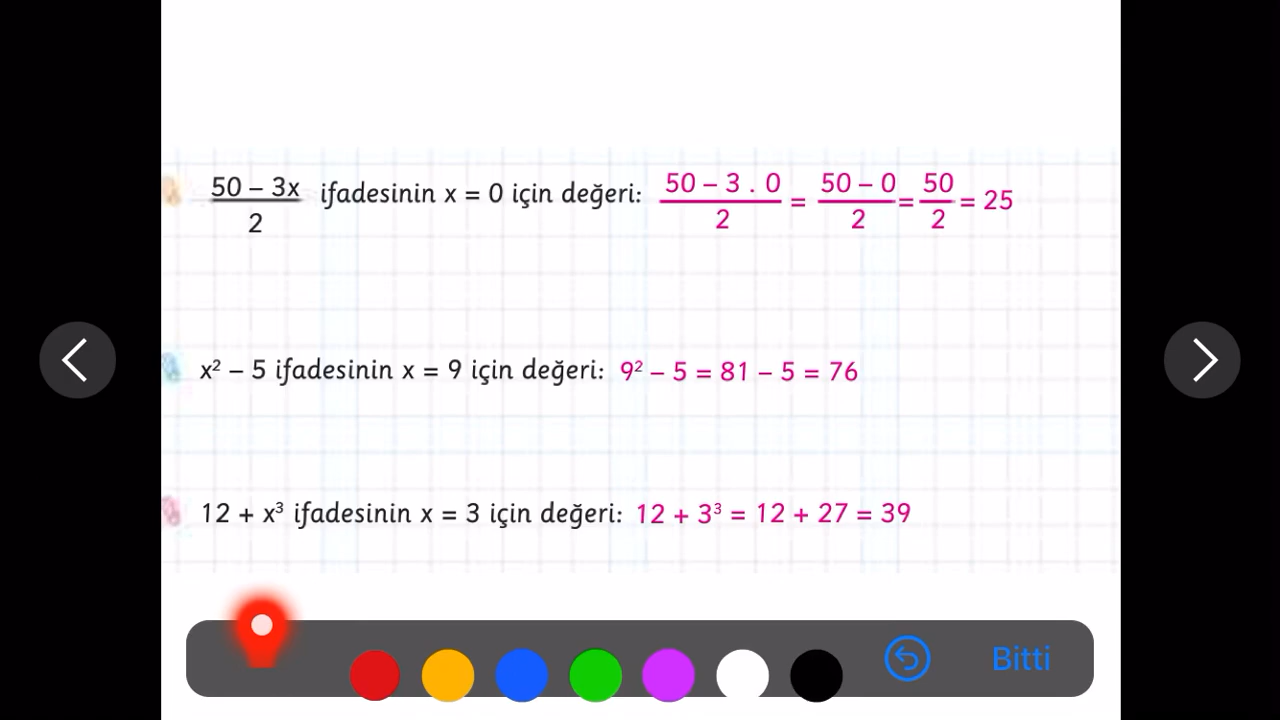 50 – 3x / 2 ifadesinin x = 0 için değeri: 50 – 3 . 0 / 2 = 50 – 0 / 2 = 50 / 2 = 25
x² – 5 ifadesinin x = 9 için değeri: 9² – 5 = 81 – 5 = 76
12 + x³ ifadesinin x = 3 için değeri: 12 + 3³ = 12 + 27 = 39
Bitti